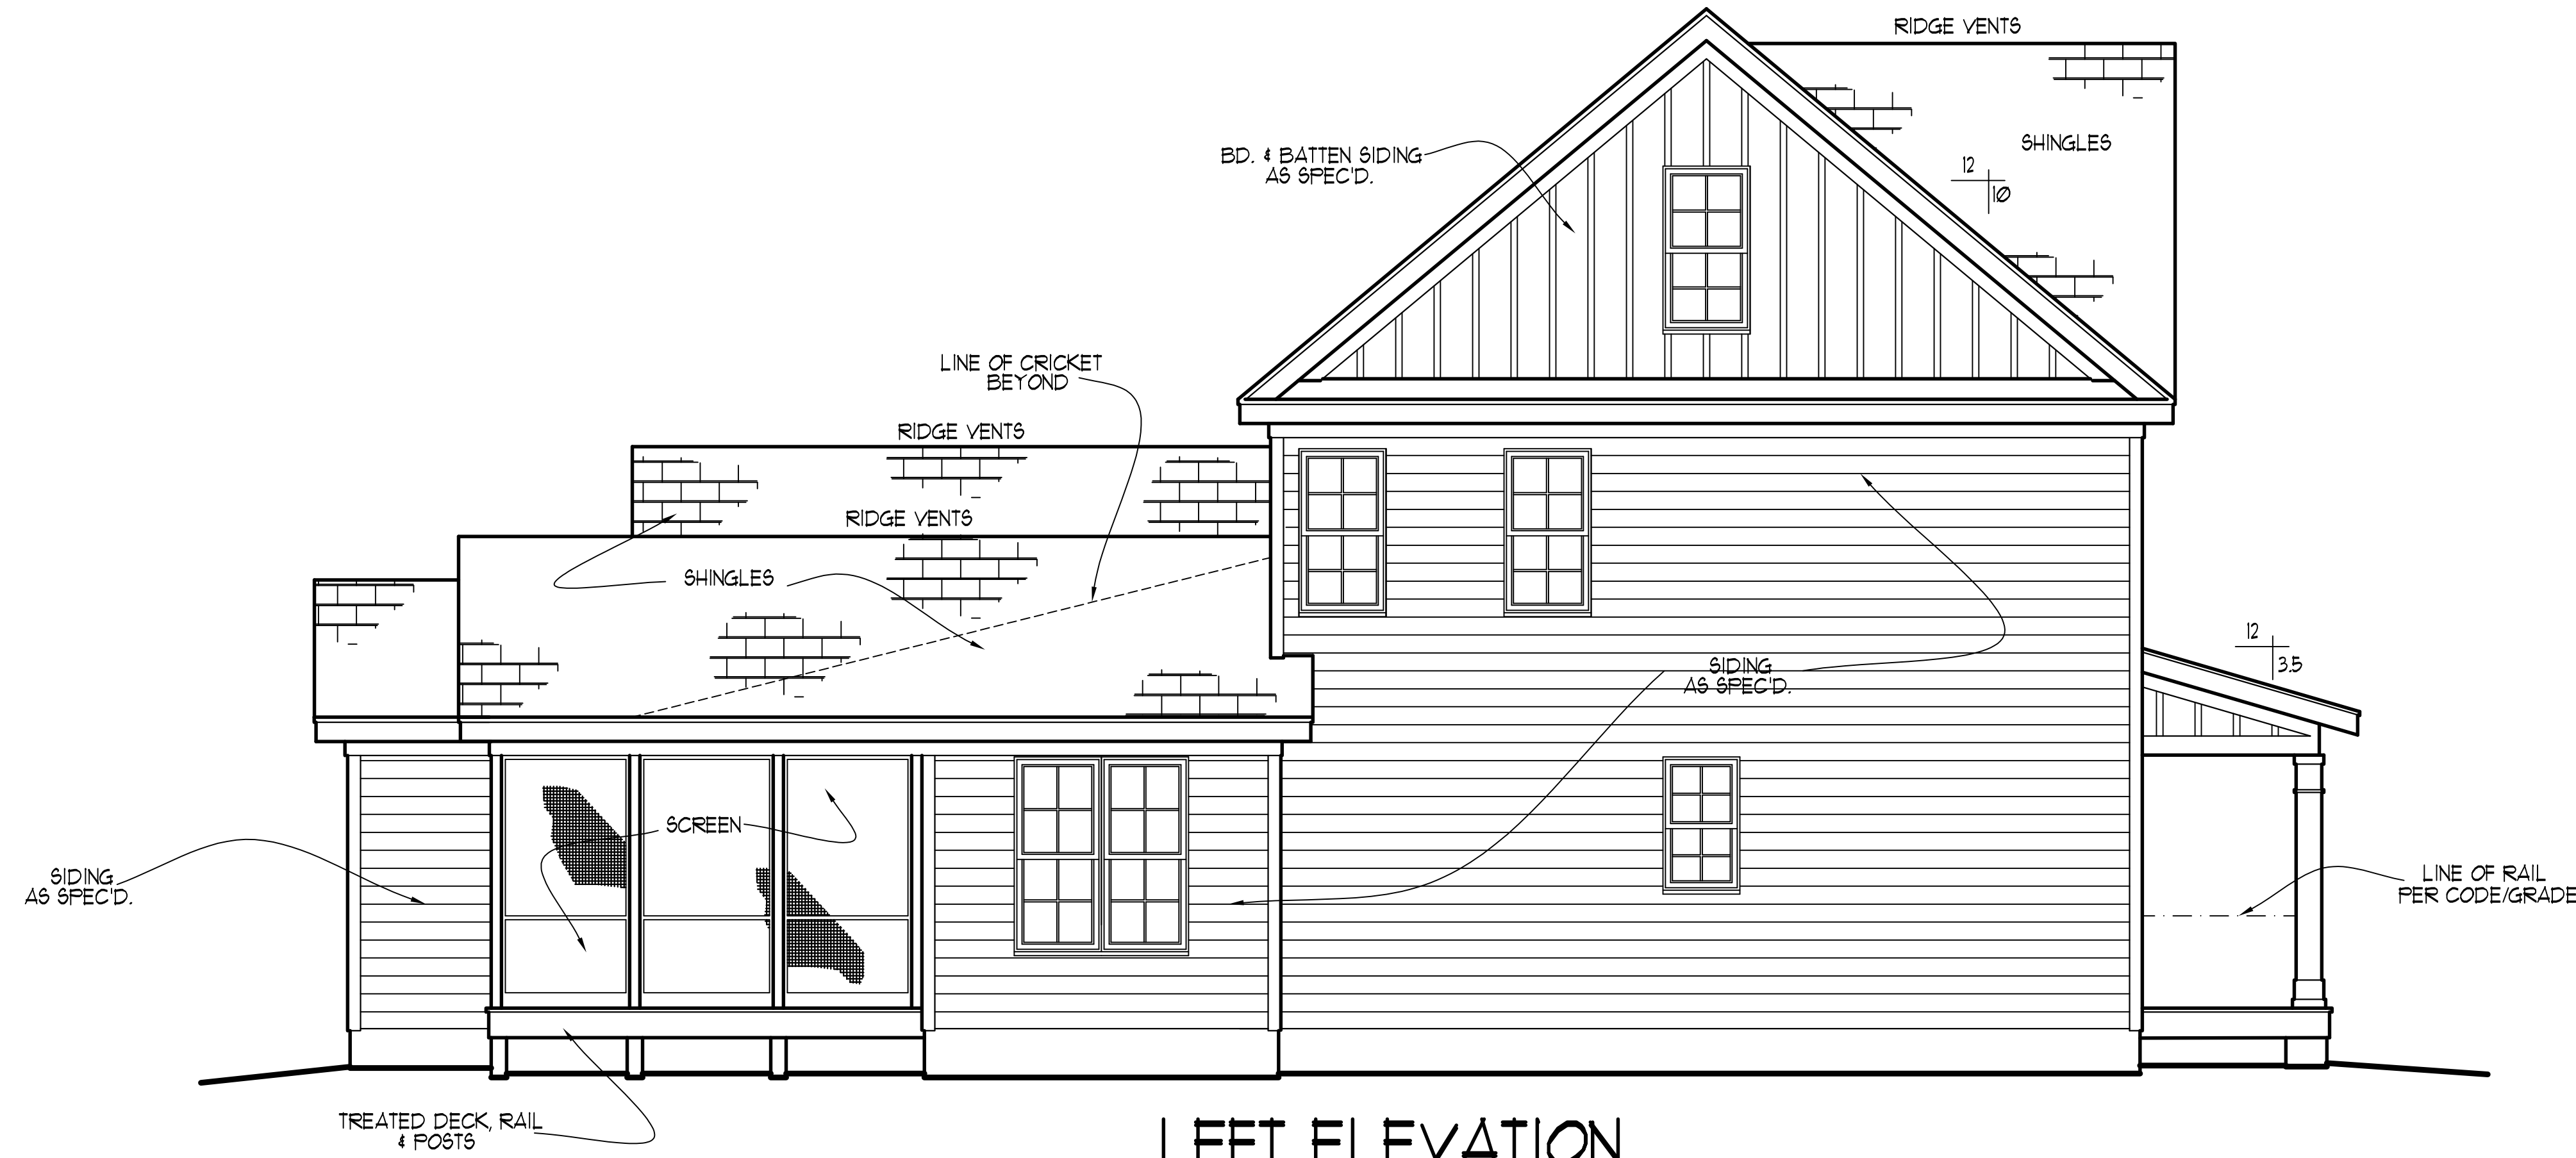 RIDGE VENTS
SHINGLES
BD. & BATTEN SIDING
AS SPEC'D.
12
10
LINE OF CRICKET
BEYOND
RIDGE VENTS
RIDGE VENTS
SHINGLES
12
3.5
SIDING
AS SPEC'D.
SCREEN
SIDING
AS SPEC'D.
LINE OF RAIL
PER CODE/GRADE
TREATED DECK, RAIL
& POSTS
LEFT ELEVATION